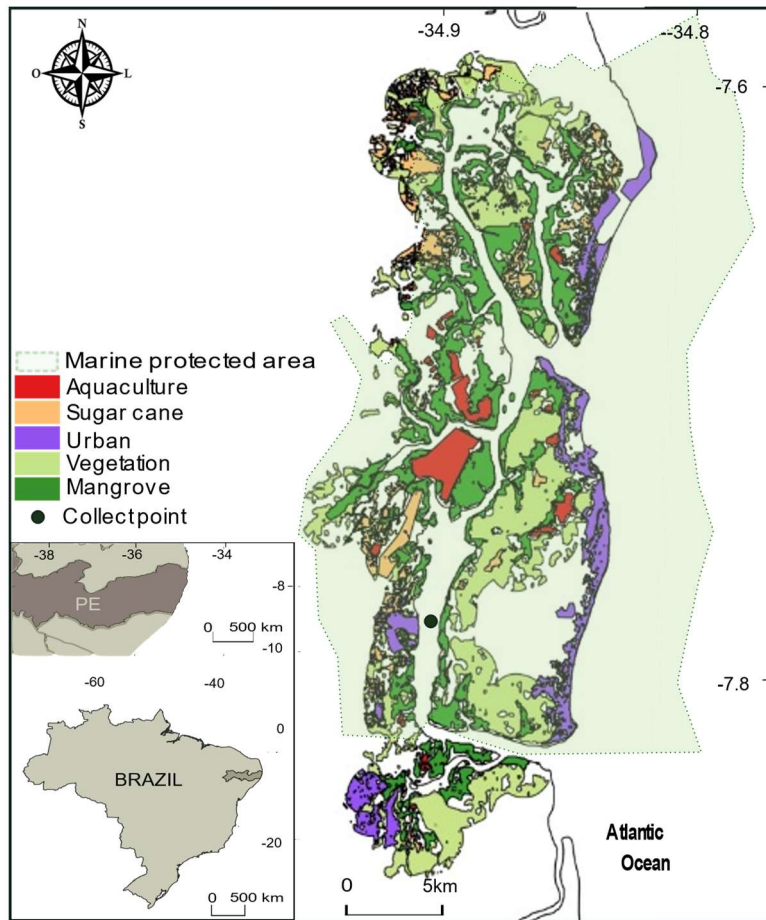 N
O
L
S
-34.9
-34.8
-7.6
Marine protected area
Aquaculture
Sugar cane
Urban
Vegetation
Mangrove
Collect point
-38
-36
-34
-8
PE
0 500 km
-10
-60
-40
-7.8
0
BRAZIL
-20
0 500 km
0 5km
Atlantic
Ocean